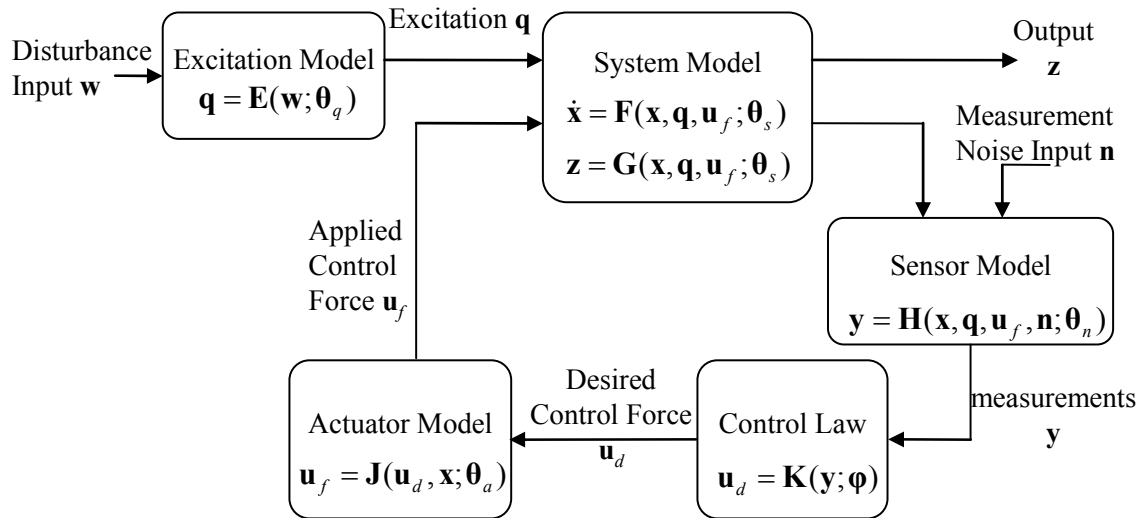 Disturbance
Input w
Excitation Model
q = E(w; θ_q)
Excitation q
System Model
ẋ = F(x, q, u_f; θ_s)
z = G(x, q, u_f; θ_s)
Output
z
Measurement
Noise Input n
Sensor Model
y = H(x, q, u_f, n; θ_n)
measurements
y
Control Law
u_d = K(y; φ)
Desired
Control Force
u_d
Actuator Model
u_f = J(u_d, x; θ_a)
Applied
Control
Force u_f